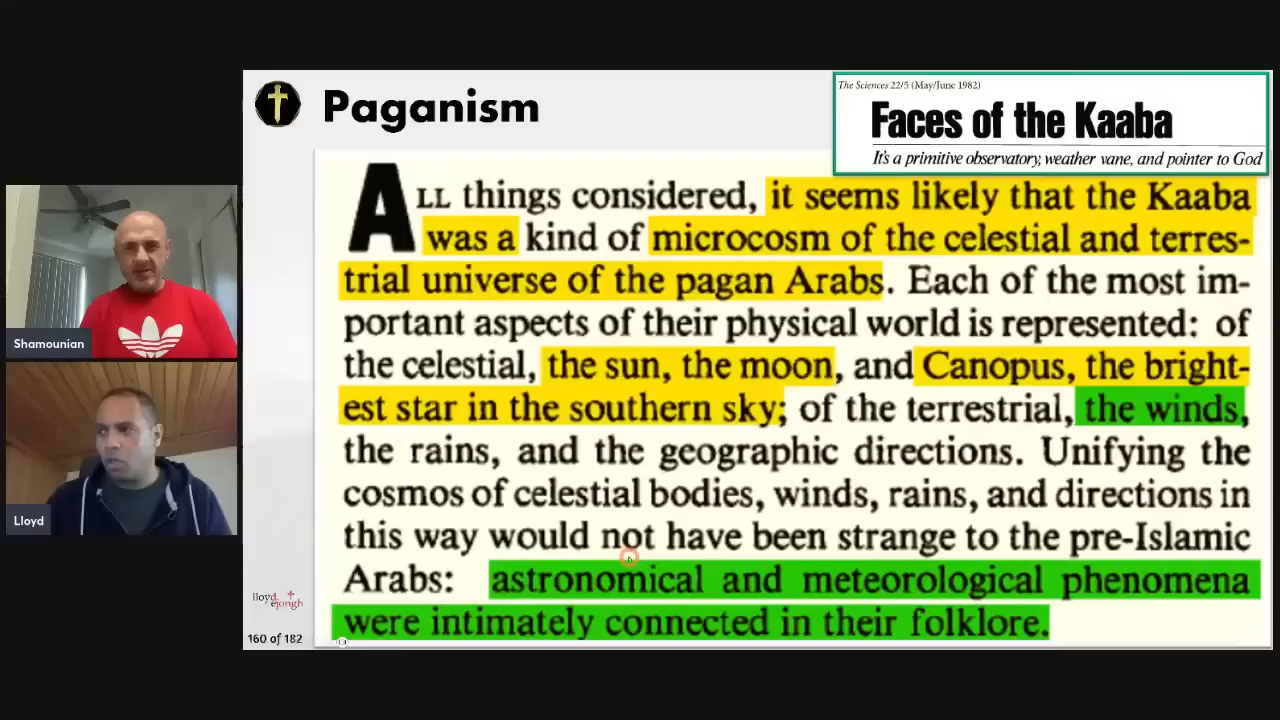 Paganism
The Sciences 22/5 (May/June 1982)
Faces of the Kaaba
It's a primitive observatory, weather vane, and pointer to God
ALL things considered, it seems likely that the Kaaba
was a kind of microcosm of the celestial and terres-
trial universe of the pagan Arabs. Each of the most im-
portant aspects of their physical world is represented: of
the celestial, the sun, the moon, and Canopus, the bright-
est star in the southern sky; of the terrestrial, the winds,
the rains, and the geographic directions. Unifying the
cosmos of celestial bodies, winds, rains, and directions in
this way would not have been strange to the pre-Islamic
Arabs: astronomical and meteorological phenomena
were intimately connected in their folklore.
Shamounian
Lloyd
lloyd
ejongh
160 of 182